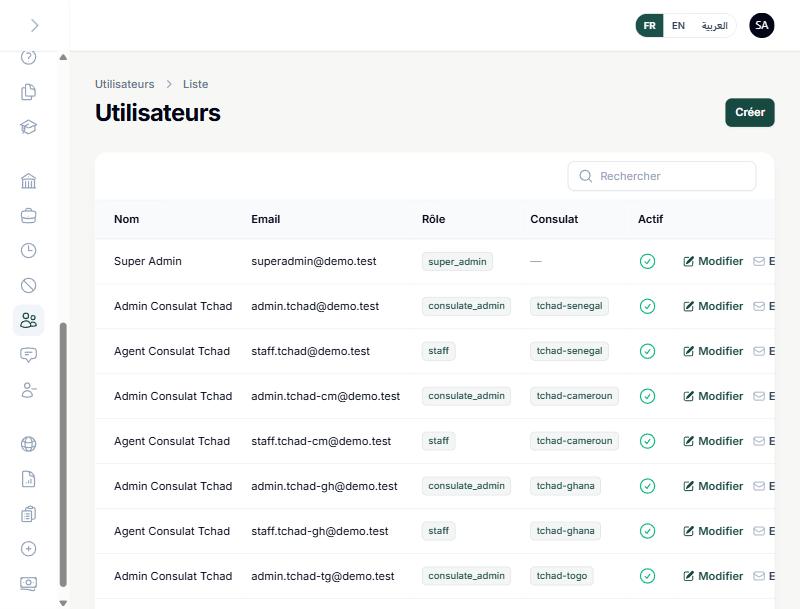 FR EN العربية SA
Utilisateurs > Liste
Utilisateurs
Créer
Rechercher
Nom Email Rôle Consulat Actif
Super Admin superadmin@demo.test super_admin — Modifier E
Admin Consulat Tchad admin.tchad@demo.test consulate_admin tchad-senegal Modifier E
Agent Consulat Tchad staff.tchad@demo.test staff tchad-senegal Modifier E
Admin Consulat Tchad admin.tchad-cm@demo.test consulate_admin tchad-cameroun Modifier E
Agent Consulat Tchad staff.tchad-cm@demo.test staff tchad-cameroun Modifier E
Admin Consulat Tchad admin.tchad-gh@demo.test consulate_admin tchad-ghana Modifier E
Agent Consulat Tchad staff.tchad-gh@demo.test staff tchad-ghana Modifier E
Admin Consulat Tchad admin.tchad-tg@demo.test consulate_admin tchad-togo Modifier E